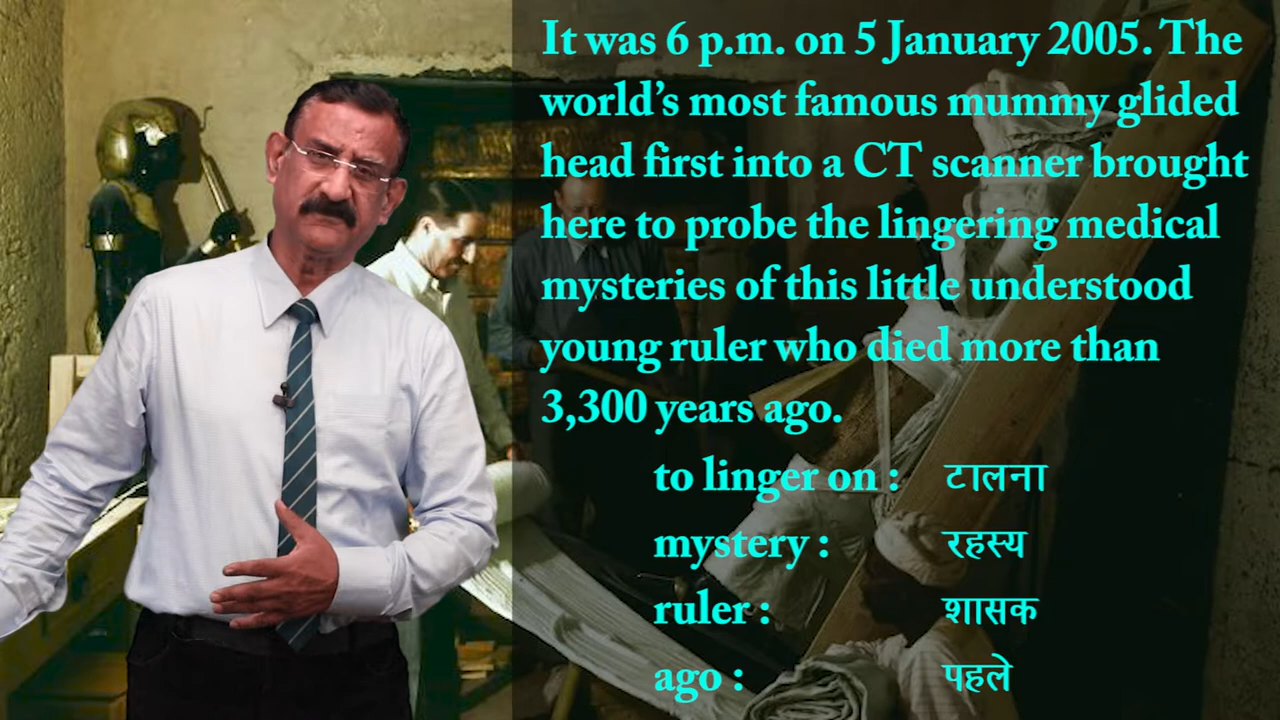 It was 6 p.m. on 5 January 2005. The
world's most famous mummy glided
head first into a CT scanner brought
here to probe the lingering medical
mysteries of this little understood
young ruler who died more than
3,300 years ago.
to linger on : टालना
mystery : रहस्य
ruler : शासक
ago : पहले